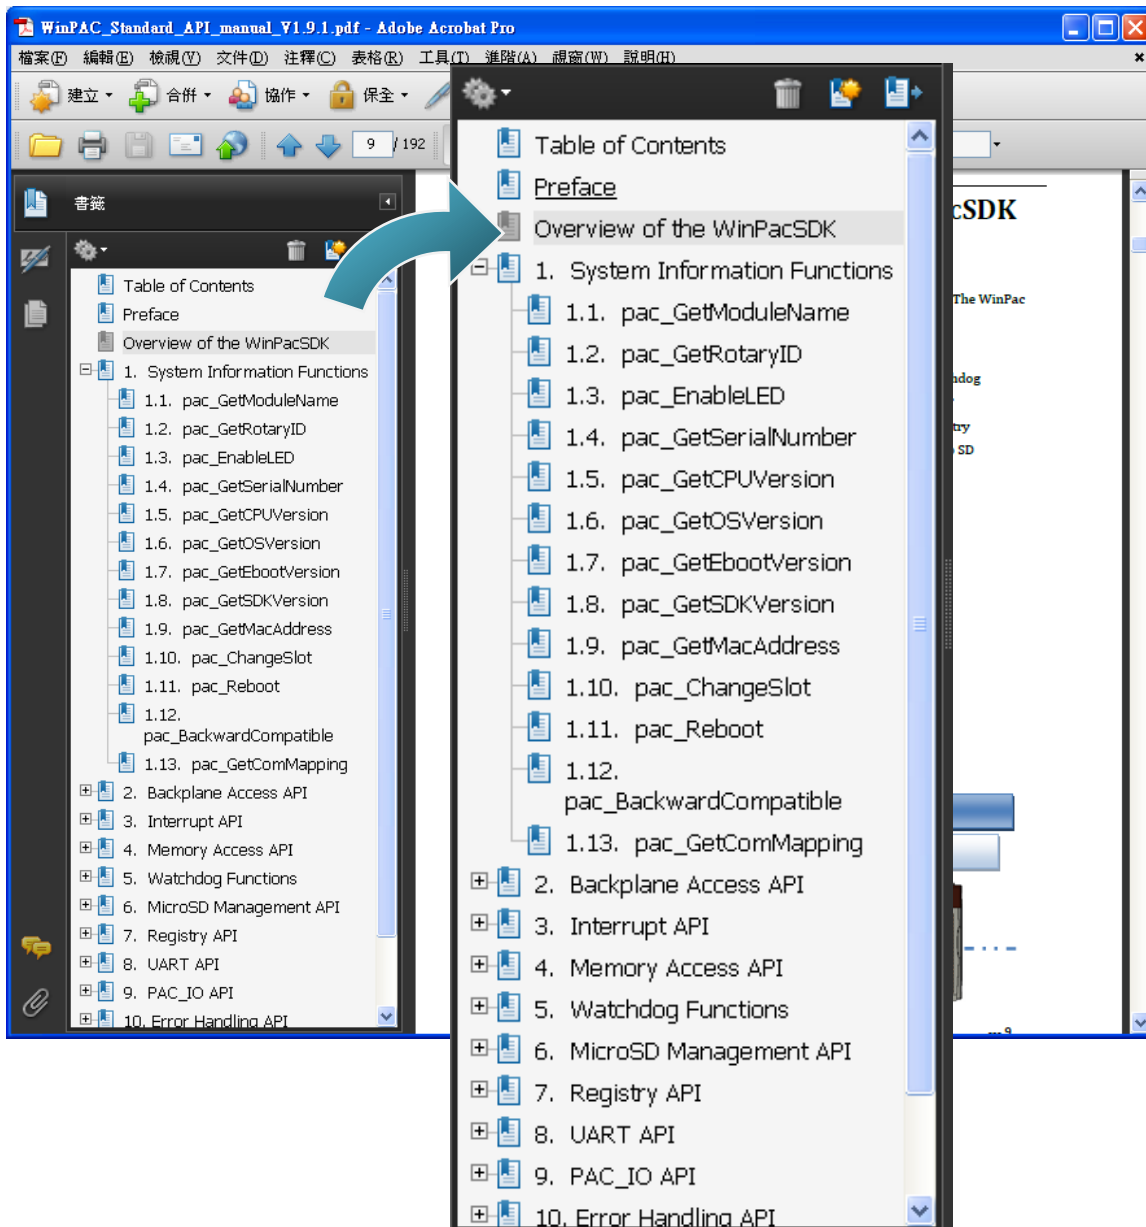 WinPAC_Standard_API_manual_V1.9.1.pdf - Adobe Acrobat Pro
檔案(F) 編輯(E) 檢視(V) 文件(D) 注釋(C) 表格(R) 工具(T) 進階(A) 視窗(W) 說明(H)
建立 合併 協作 保全
9 / 192
書籤
Table of Contents
Preface
Overview of the WinPacSDK
1. System Information Functions
1.1. pac_GetModuleName
1.2. pac_GetRotaryID
1.3. pac_EnableLED
1.4. pac_GetSerialNumber
1.5. pac_GetCPUVersion
1.6. pac_GetOSVersion
1.7. pac_GetEbootVersion
1.8. pac_GetSDKVersion
1.9. pac_GetMacAddress
1.10. pac_ChangeSlot
1.11. pac_Reboot
1.12.
pac_BackwardCompatible
1.13. pac_GetComMapping
2. Backplane Access API
3. Interrupt API
4. Memory Access API
5. Watchdog Functions
6. MicroSD Management API
7. Registry API
8. UART API
9. PAC_IO API
10. Error Handling API
Table of Contents
Preface
Overview of the WinPacSDK
1. System Information Functions
1.1. pac_GetModuleName
1.2. pac_GetRotaryID
1.3. pac_EnableLED
1.4. pac_GetSerialNumber
1.5. pac_GetCPUVersion
1.6. pac_GetOSVersion
1.7. pac_GetEbootVersion
1.8. pac_GetSDKVersion
1.9. pac_GetMacAddress
1.10. pac_ChangeSlot
1.11. pac_Reboot
1.12.
pac_BackwardCompatible
1.13. pac_GetComMapping
2. Backplane Access API
3. Interrupt API
4. Memory Access API
5. Watchdog Functions
6. MicroSD Management API
7. Registry API
8. UART API
9. PAC_IO API
10. Error Handling API
cSDK
The WinPac
SD